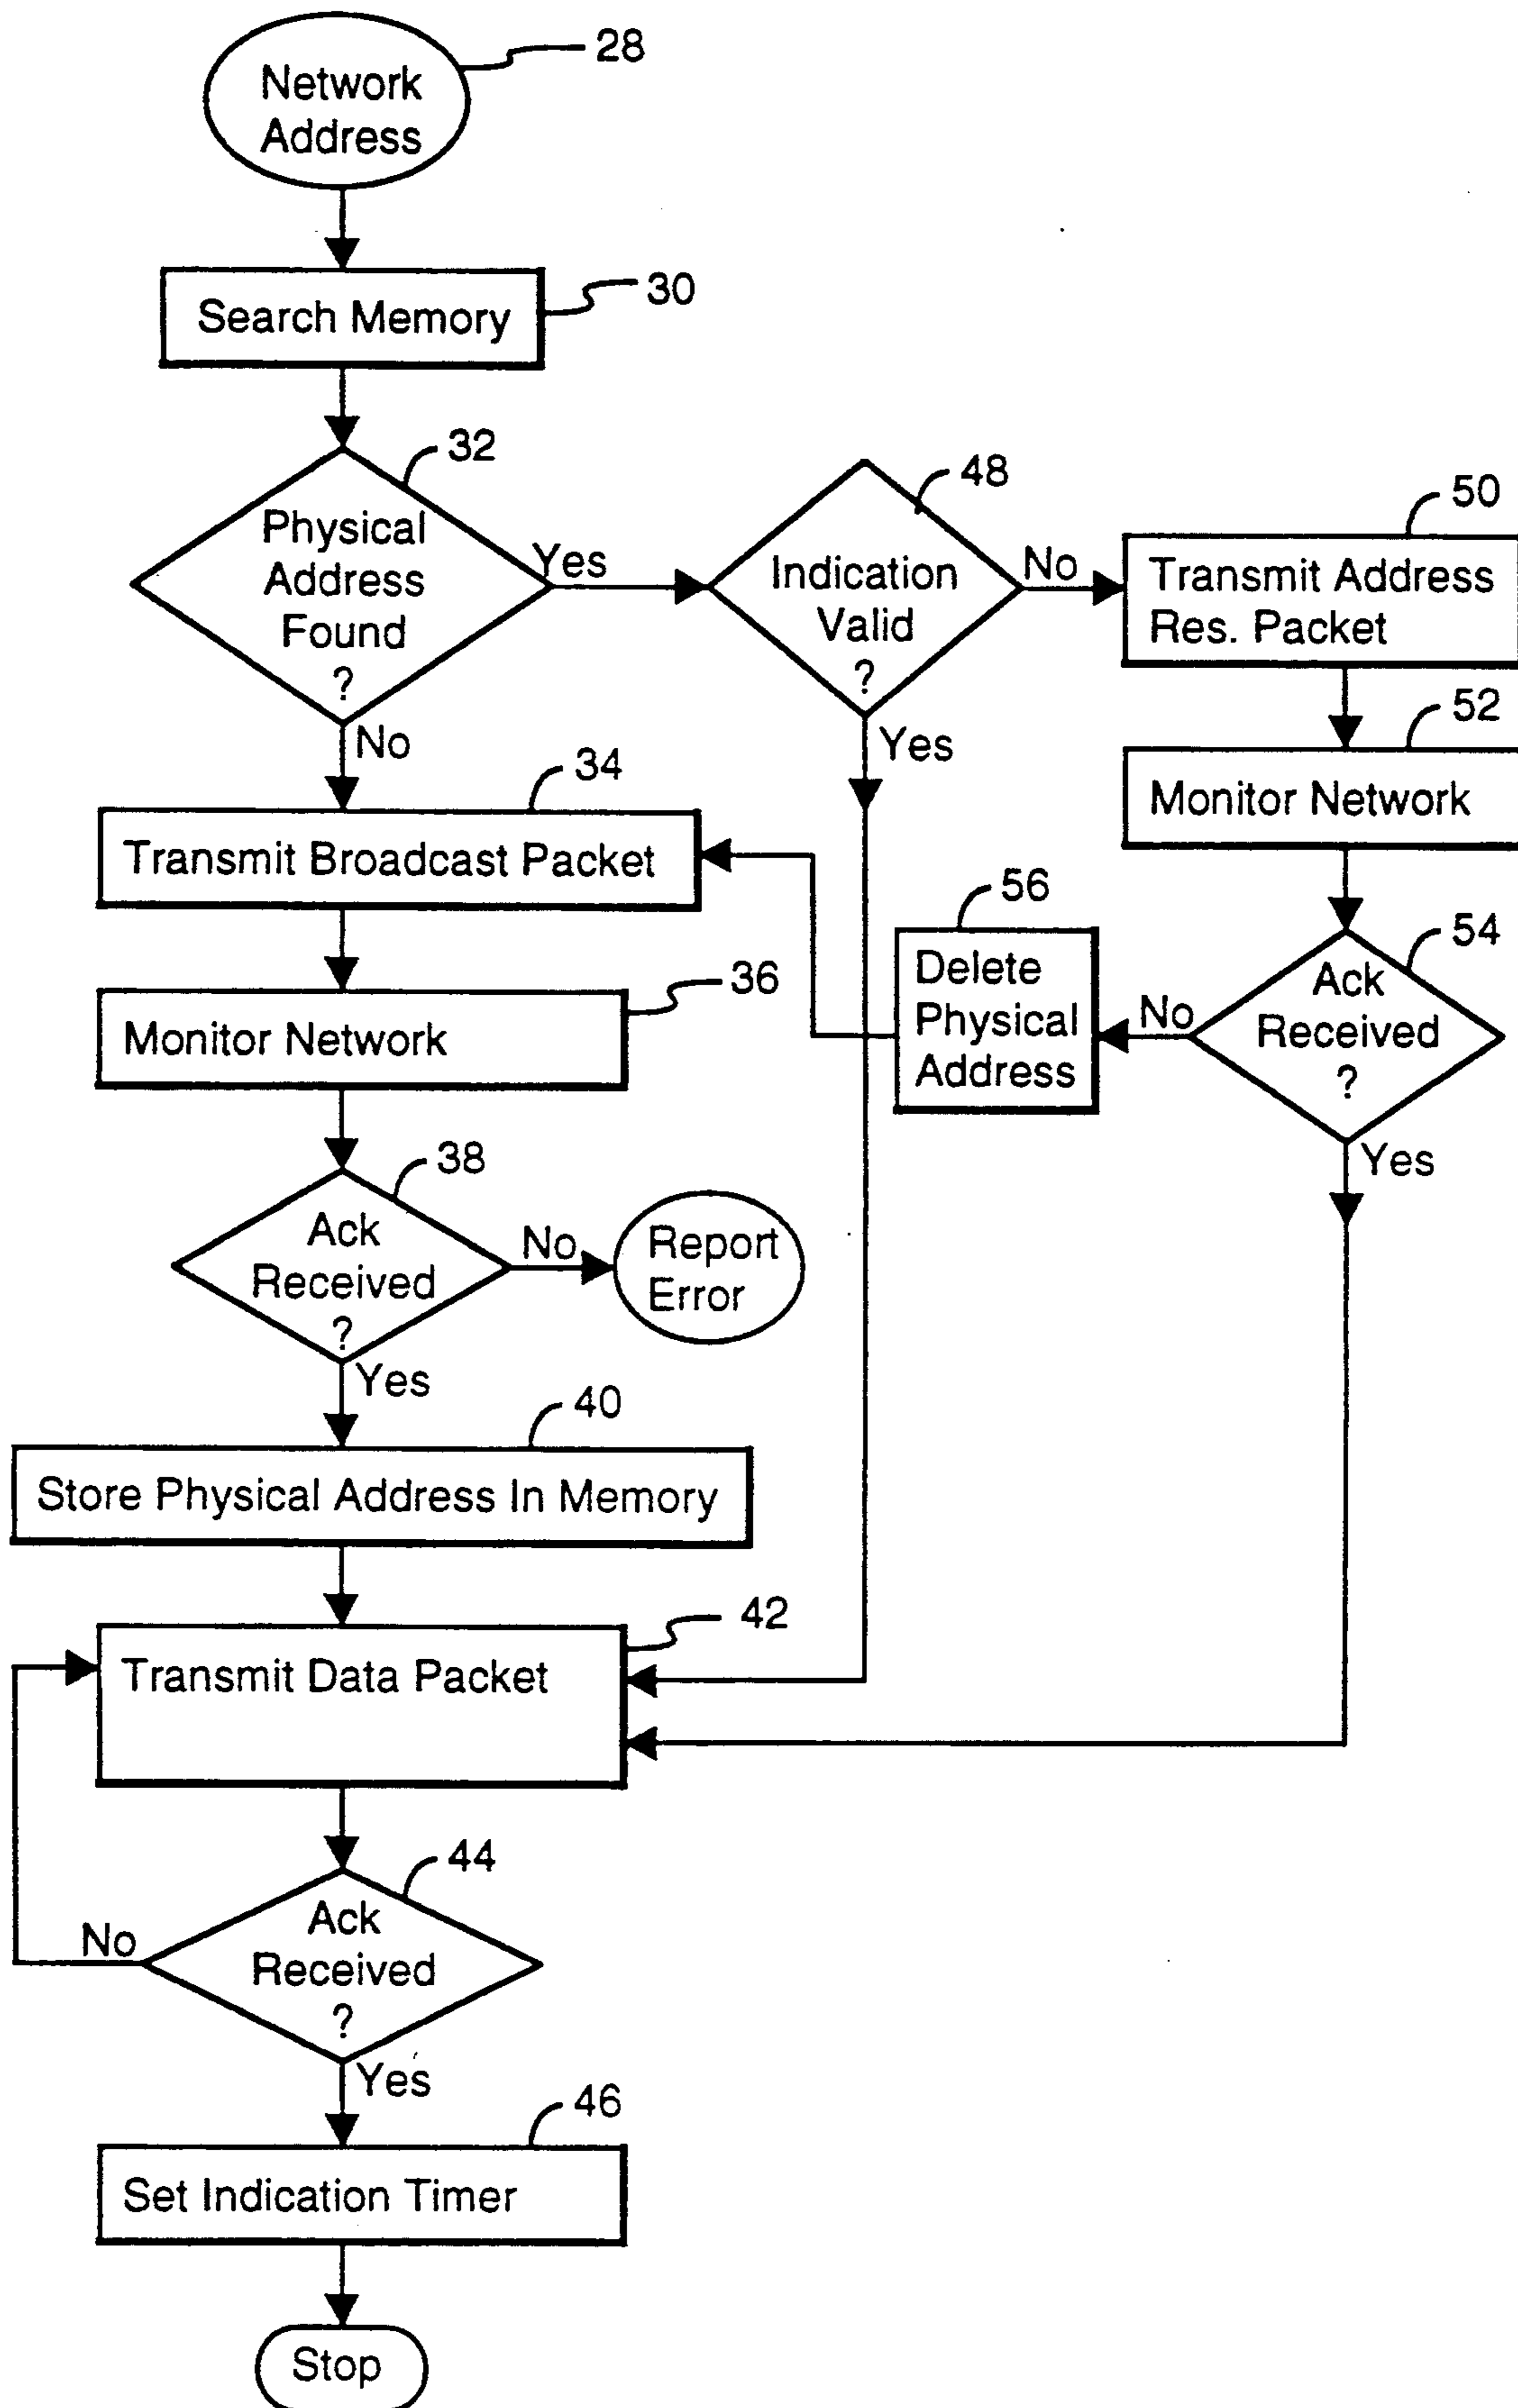 28
Network
Address
30
Search Memory
32
Physical
Address
Found
?
Yes
No
48
Indication
Valid
?
No
Yes
50
Transmit Address
Res. Packet
52
Monitor Network
54
Ack
Received
?
No
Yes
56
Delete
Physical
Address
34
Transmit Broadcast Packet
36
Monitor Network
38
Ack
Received
?
No
Report
Error
Yes
40
Store Physical Address In Memory
42
Transmit Data Packet
44
Ack
Received
?
No
Yes
46
Set Indication Timer
Stop